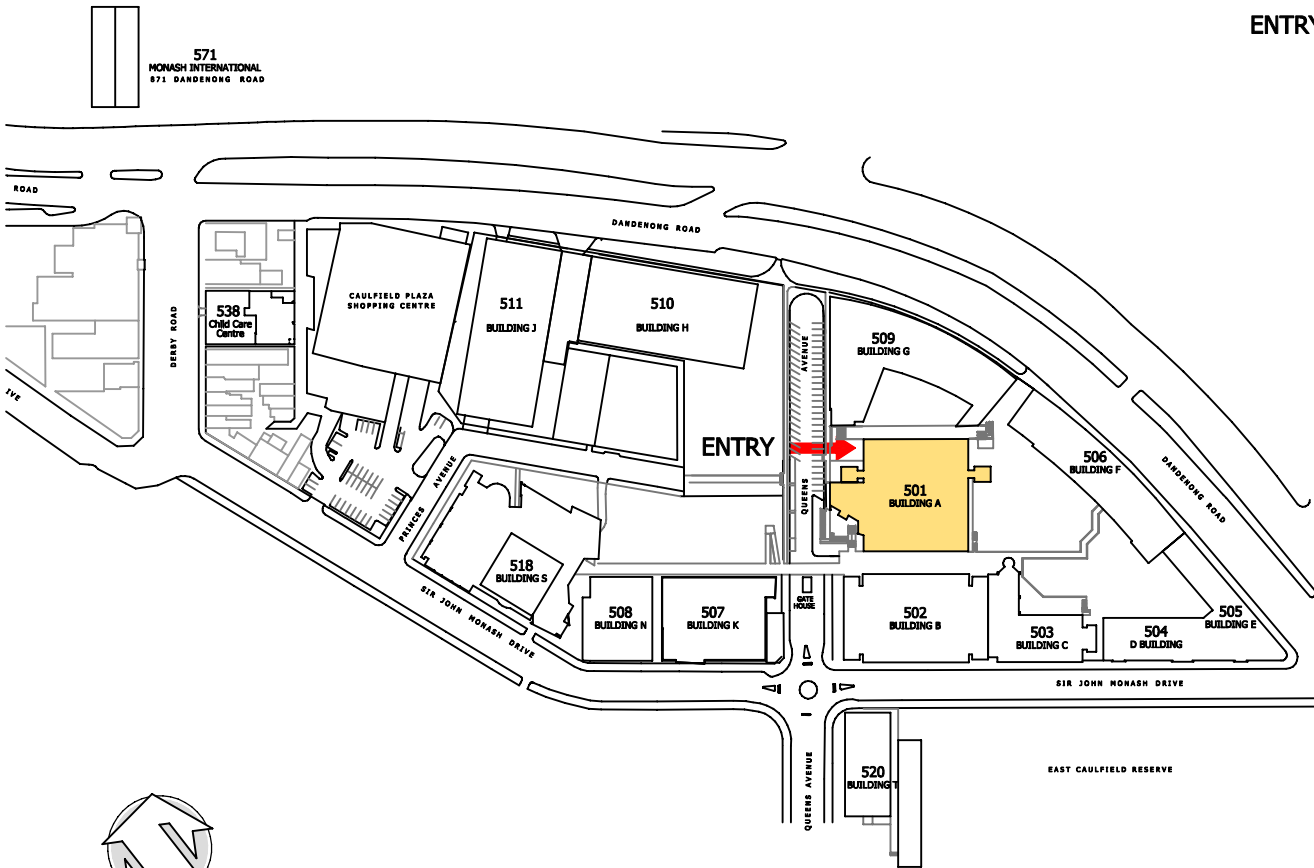 ENTRY
571
MONASH INTERNATIONAL
871 DANDENONG ROAD
ROAD
DANDENONG ROAD
CAULFIELD PLAZA
SHOPPING CENTRE
511
BUILDING J
510
BUILDING H
538
Child Care
Centre
DERBY ROAD
QUEENS AVENUE
509
BUILDING G
IVE
ENTRY
506
BUILDING F
DANDENONG ROAD
501
BUILDING A
PRINCES AVENUE
518
BUILDING S
SIR JOHN MONASH DRIVE
508
BUILDING N
507
BUILDING K
GATE
HOUSE
502
BUILDING B
503
BUILDING C
504
D BUILDING
505
BUILDING E
SIR JOHN MONASH DRIVE
520
BUILDING T
QUEENS AVENUE
EAST CAULFIELD RESERVE
N